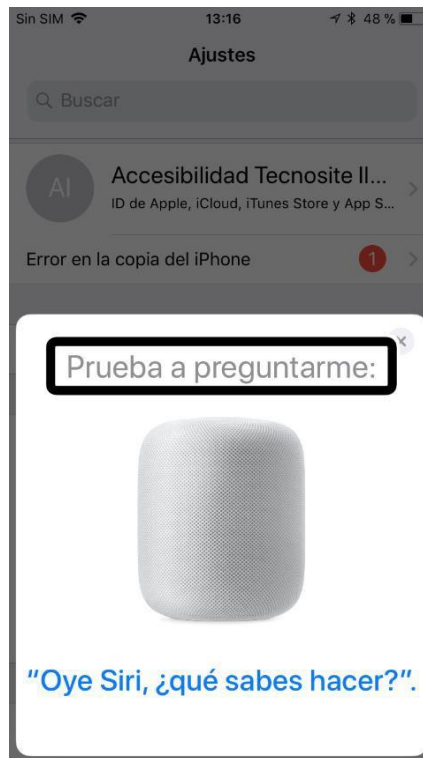 Sin SIM 13:16 48 %
Ajustes
Buscar
AI
Accesibilidad Tecnosite II...
ID de Apple, iCloud, iTunes Store y App S...
Error en la copia del iPhone 1
Prueba a preguntarme:
“Oye Siri, ¿qué sabes hacer?”.